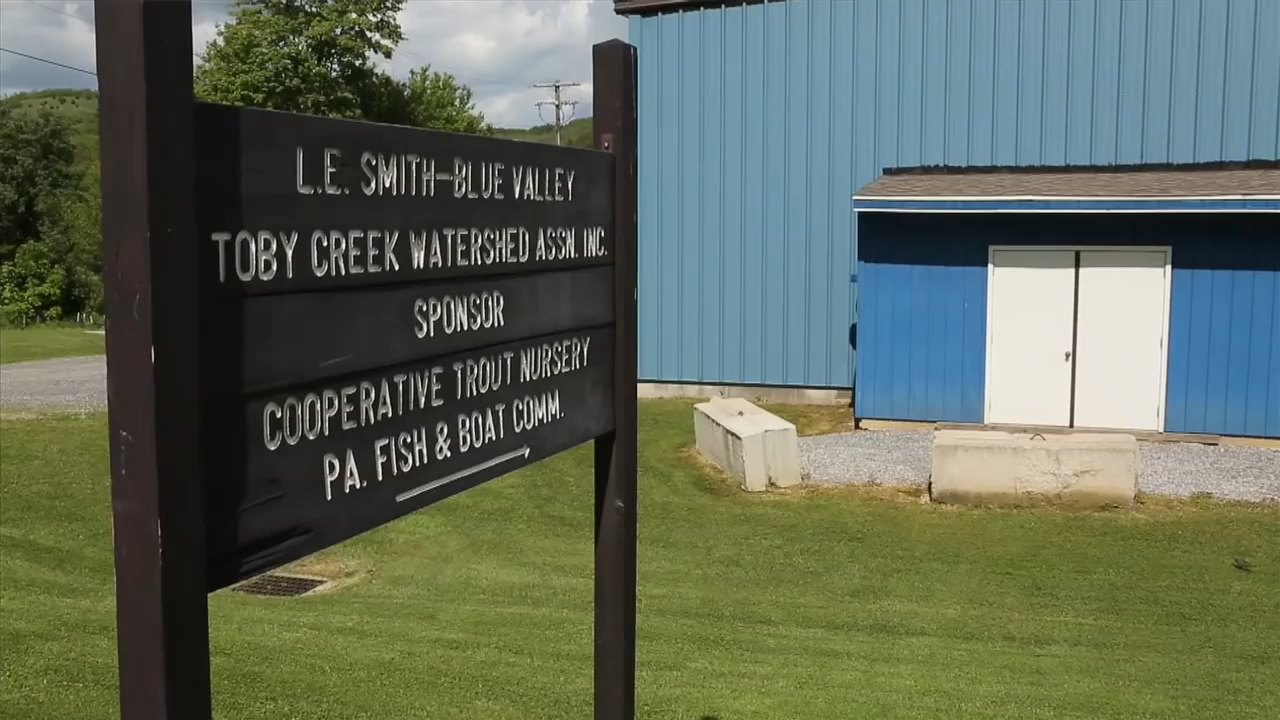 L.E. SMITH-BLUE VALLEY
TOBY CREEK WATERSHED ASSN. INC.
SPONSOR
COOPERATIVE TROUT NURSERY
PA. FISH & BOAT COMM.